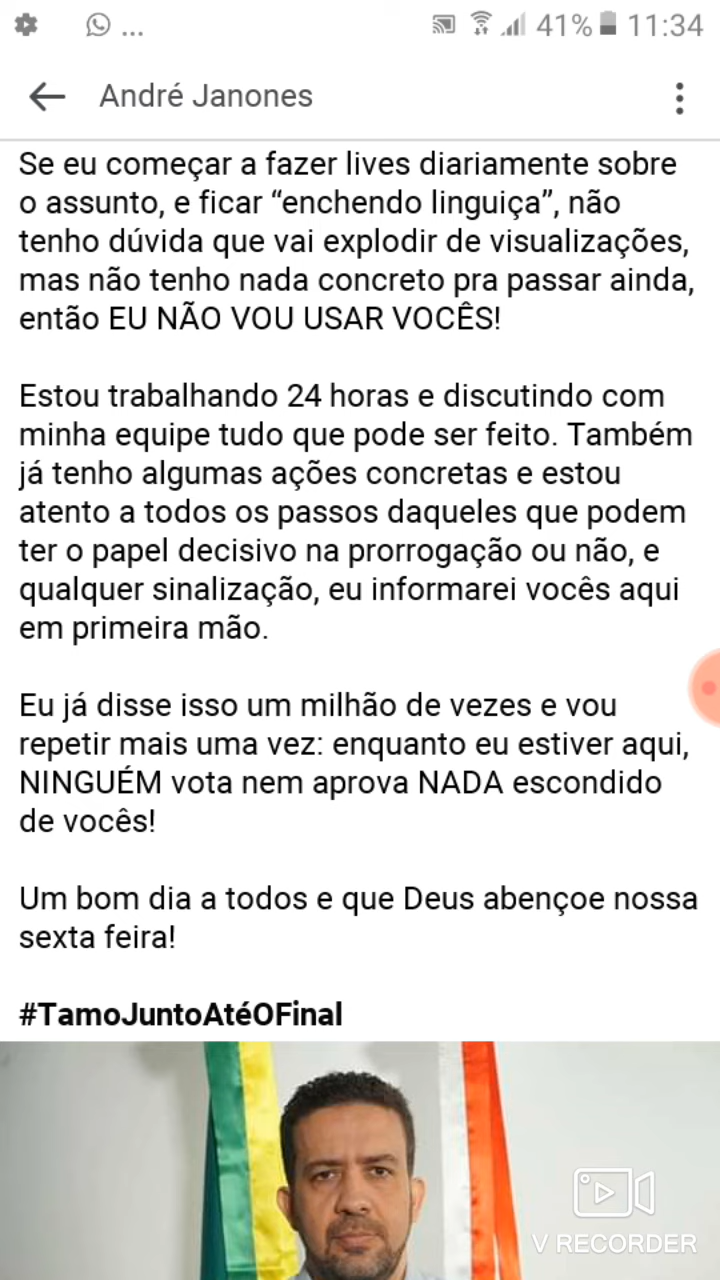 ... 41% 11:34
André Janones
Se eu começar a fazer lives diariamente sobre
o assunto, e ficar “enchendo linguiça”, não
tenho dúvida que vai explodir de visualizações,
mas não tenho nada concreto pra passar ainda,
então EU NÃO VOU USAR VOCÊS!
Estou trabalhando 24 horas e discutindo com
minha equipe tudo que pode ser feito. Também
já tenho algumas ações concretas e estou
atento a todos os passos daqueles que podem
ter o papel decisivo na prorrogação ou não, e
qualquer sinalização, eu informarei vocês aqui
em primeira mão.
Eu já disse isso um milhão de vezes e vou
repetir mais uma vez: enquanto eu estiver aqui,
NINGUÉM vota nem aprova NADA escondido
de vocês!
Um bom dia a todos e que Deus abençoe nossa
sexta feira!
#TamoJuntoAtéOFinal
V RECORDER